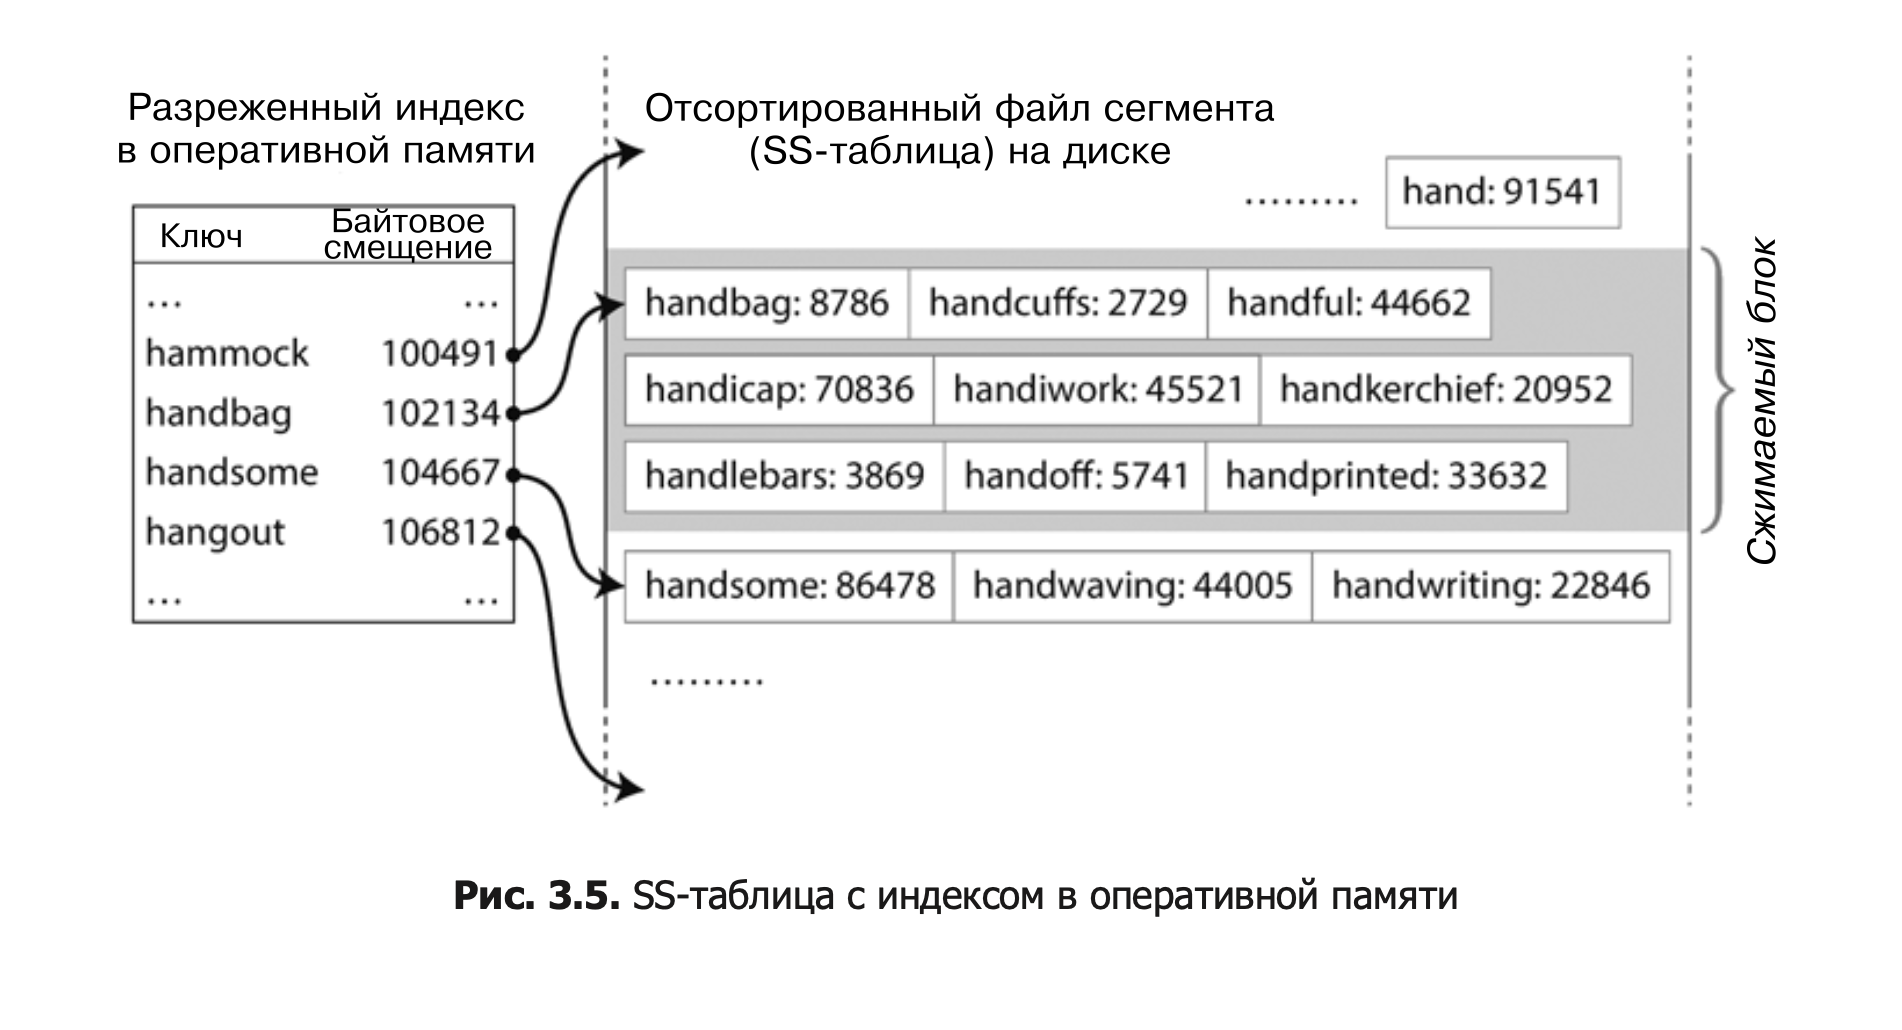 Разреженный индекс
в оперативной памяти
Отсортированный файл сегмента
(SS-таблица) на диске
Ключ Байтовое смещение
... ...
hammock 100491
handbag 102134
handsome 104667
hangout 106812
... ...
......... hand: 91541
handbag: 8786 handcuffs: 2729 handful: 44662
handicap: 70836 handiwork: 45521 handkerchief: 20952
handlebars: 3869 handoff: 5741 handprinted: 33632
handsome: 86478 handwaving: 44005 handwriting: 22846
.........
Сжимаемый блок
Рис. 3.5. SS-таблица с индексом в оперативной памяти